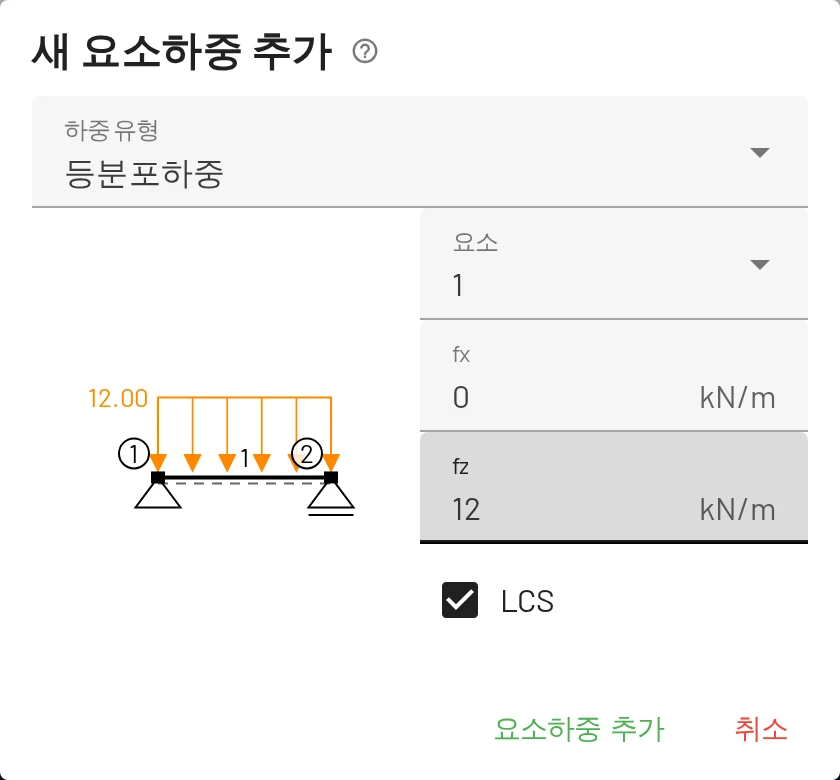 새 요소하중 추가 ?
하중 유형
등분포하중
요소
1
fx
0 kN/m
12.00
1 1 2
fz
12 kN/m
LCS
요소하중 추가 취소